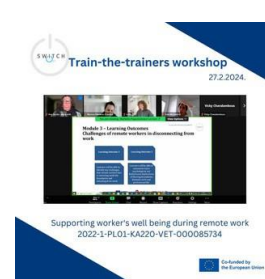 SWITCH
Train-the-trainers workshop
27.2.2024.
Module 3 – Learning Outcomes
Challenges of remote workers in disconnecting from
work
Supporting worker's well being during remote work
2022-1-PL01-KA220-VET-000085734
Co-funded by
the European Union